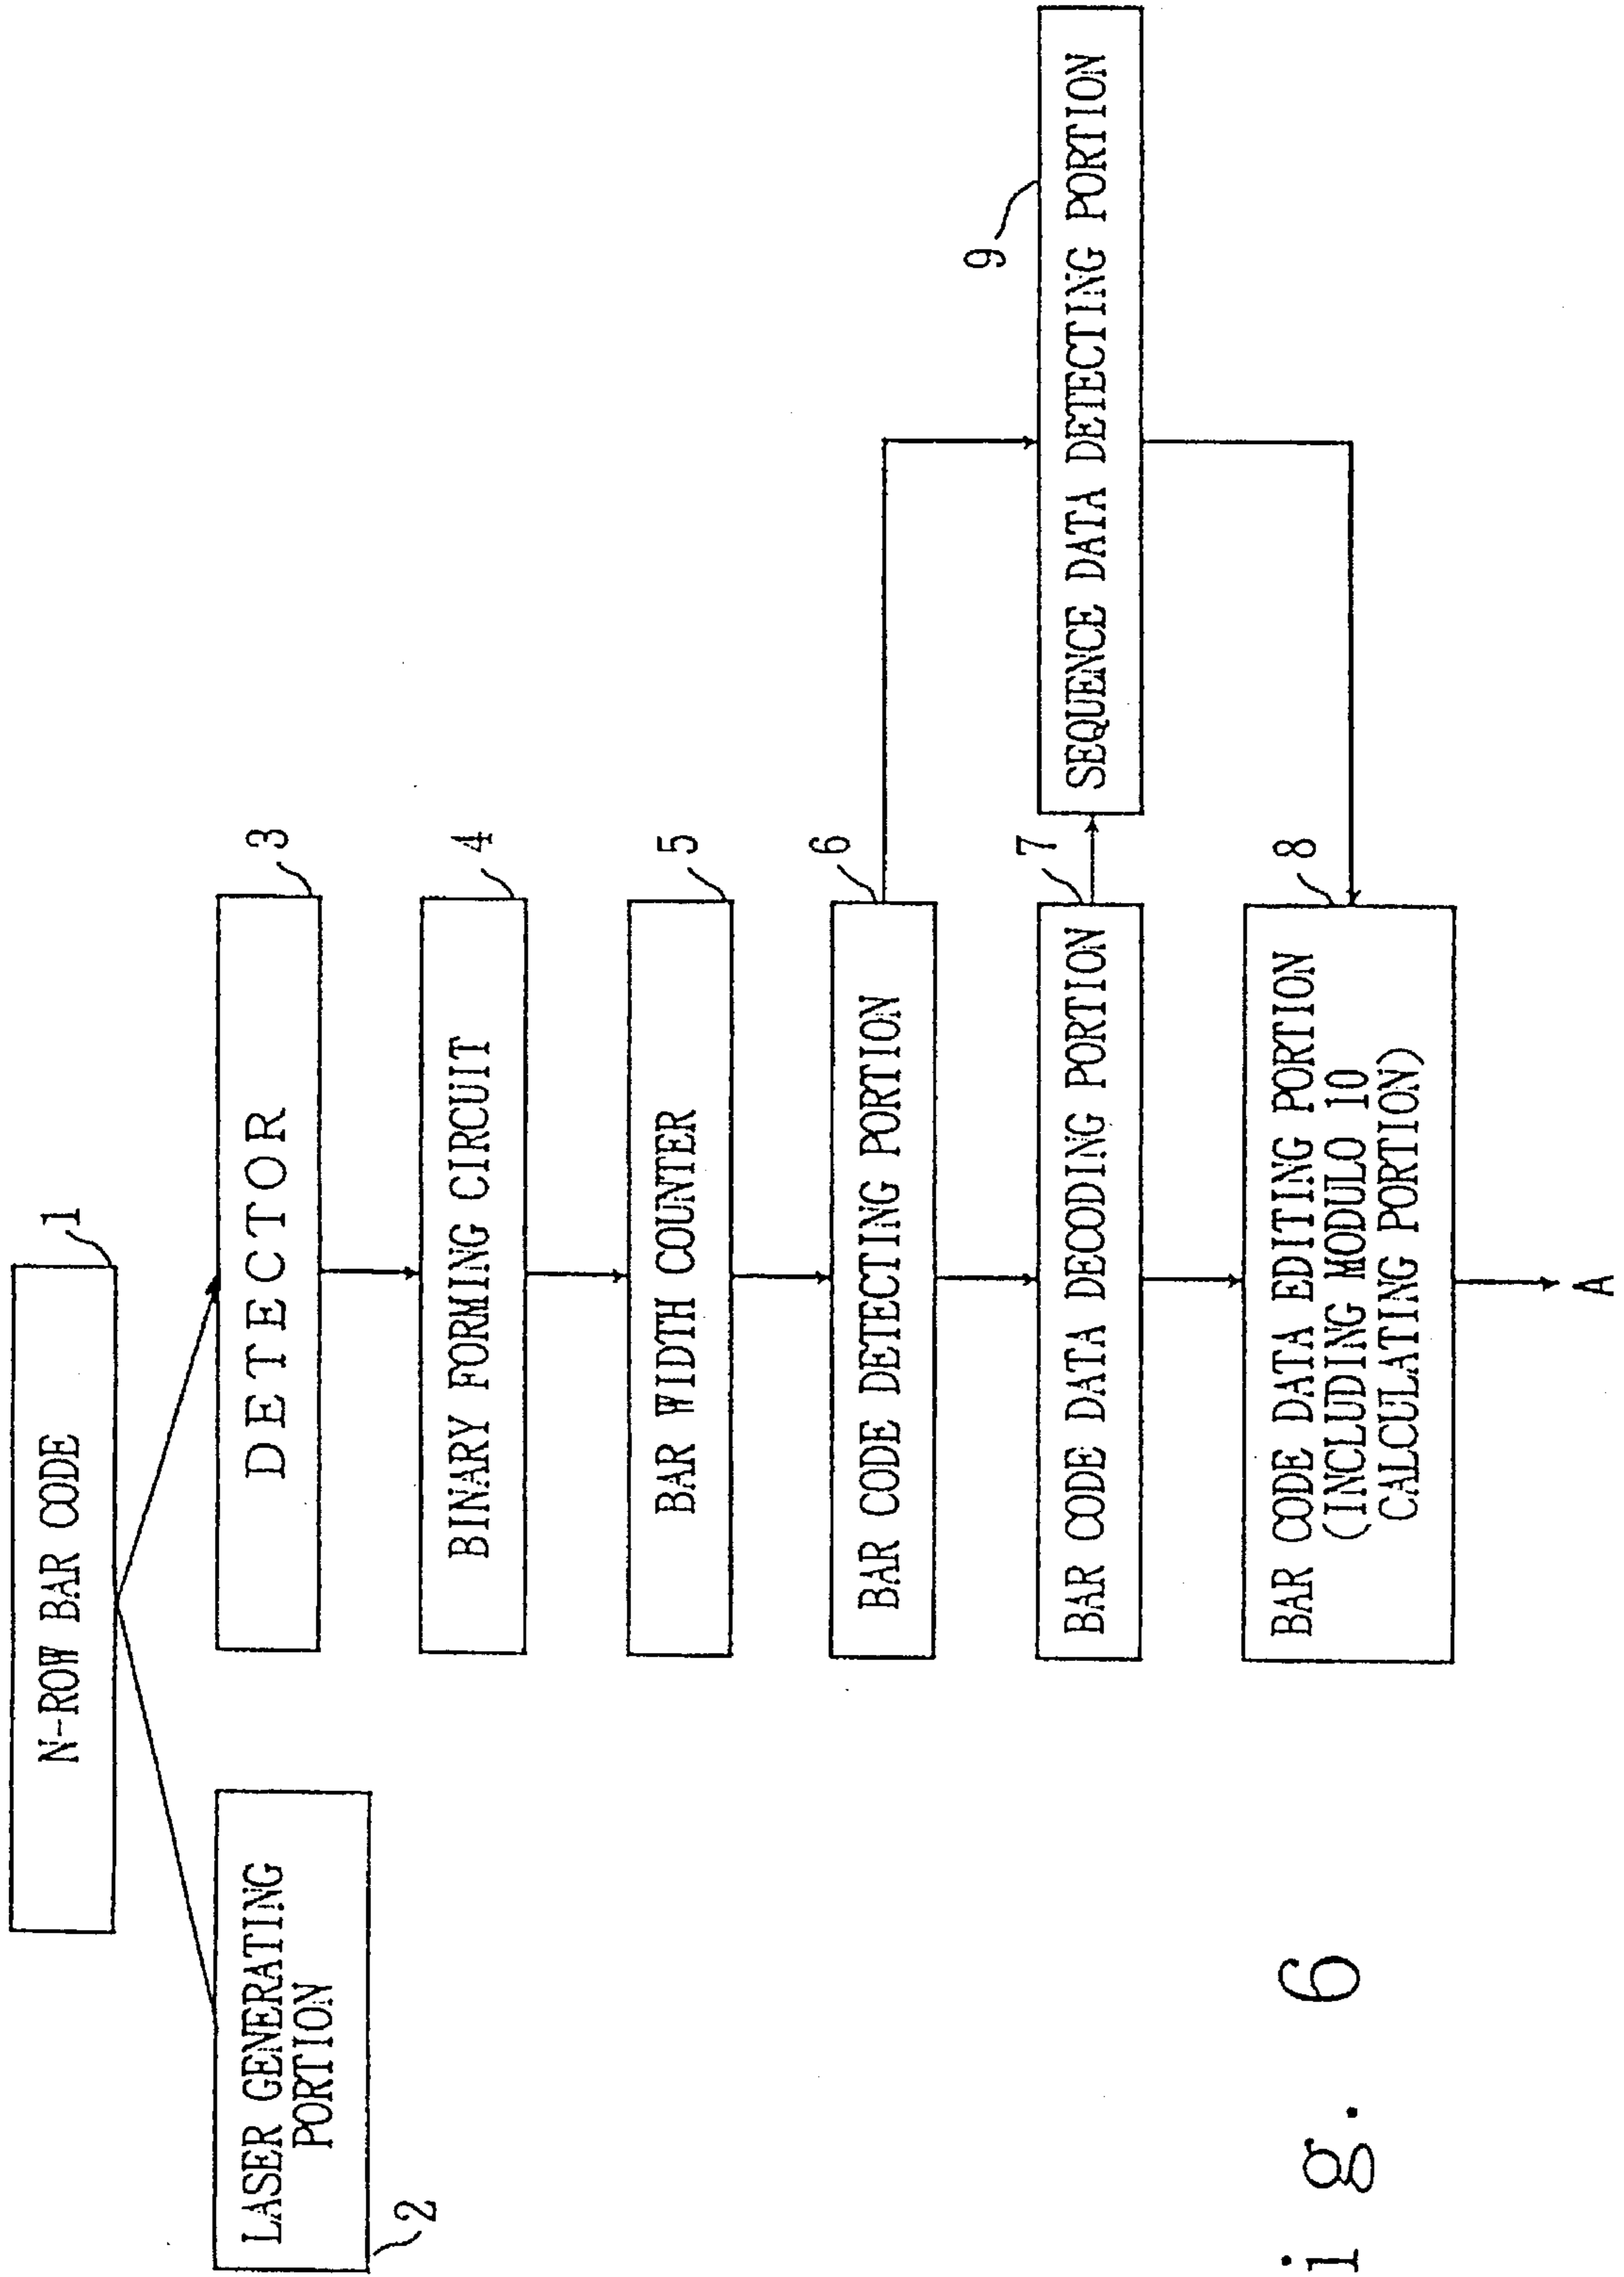 N-ROW BAR CODE
1
LASER GENERATING
PORTION
2
DETECTOR
3
BINARY FORMING CIRCUIT
4
BAR WIDTH COUNTER
5
BAR CODE DETECTING PORTION
6
BAR CODE DATA DECODING PORTION
7
SEQUENCE DATA DETECTING PORTION
9
BAR CODE DATA EDITING PORTION
(INCLUDING MODULO 10
CALCULATING PORTION)
8
A
ig. 6